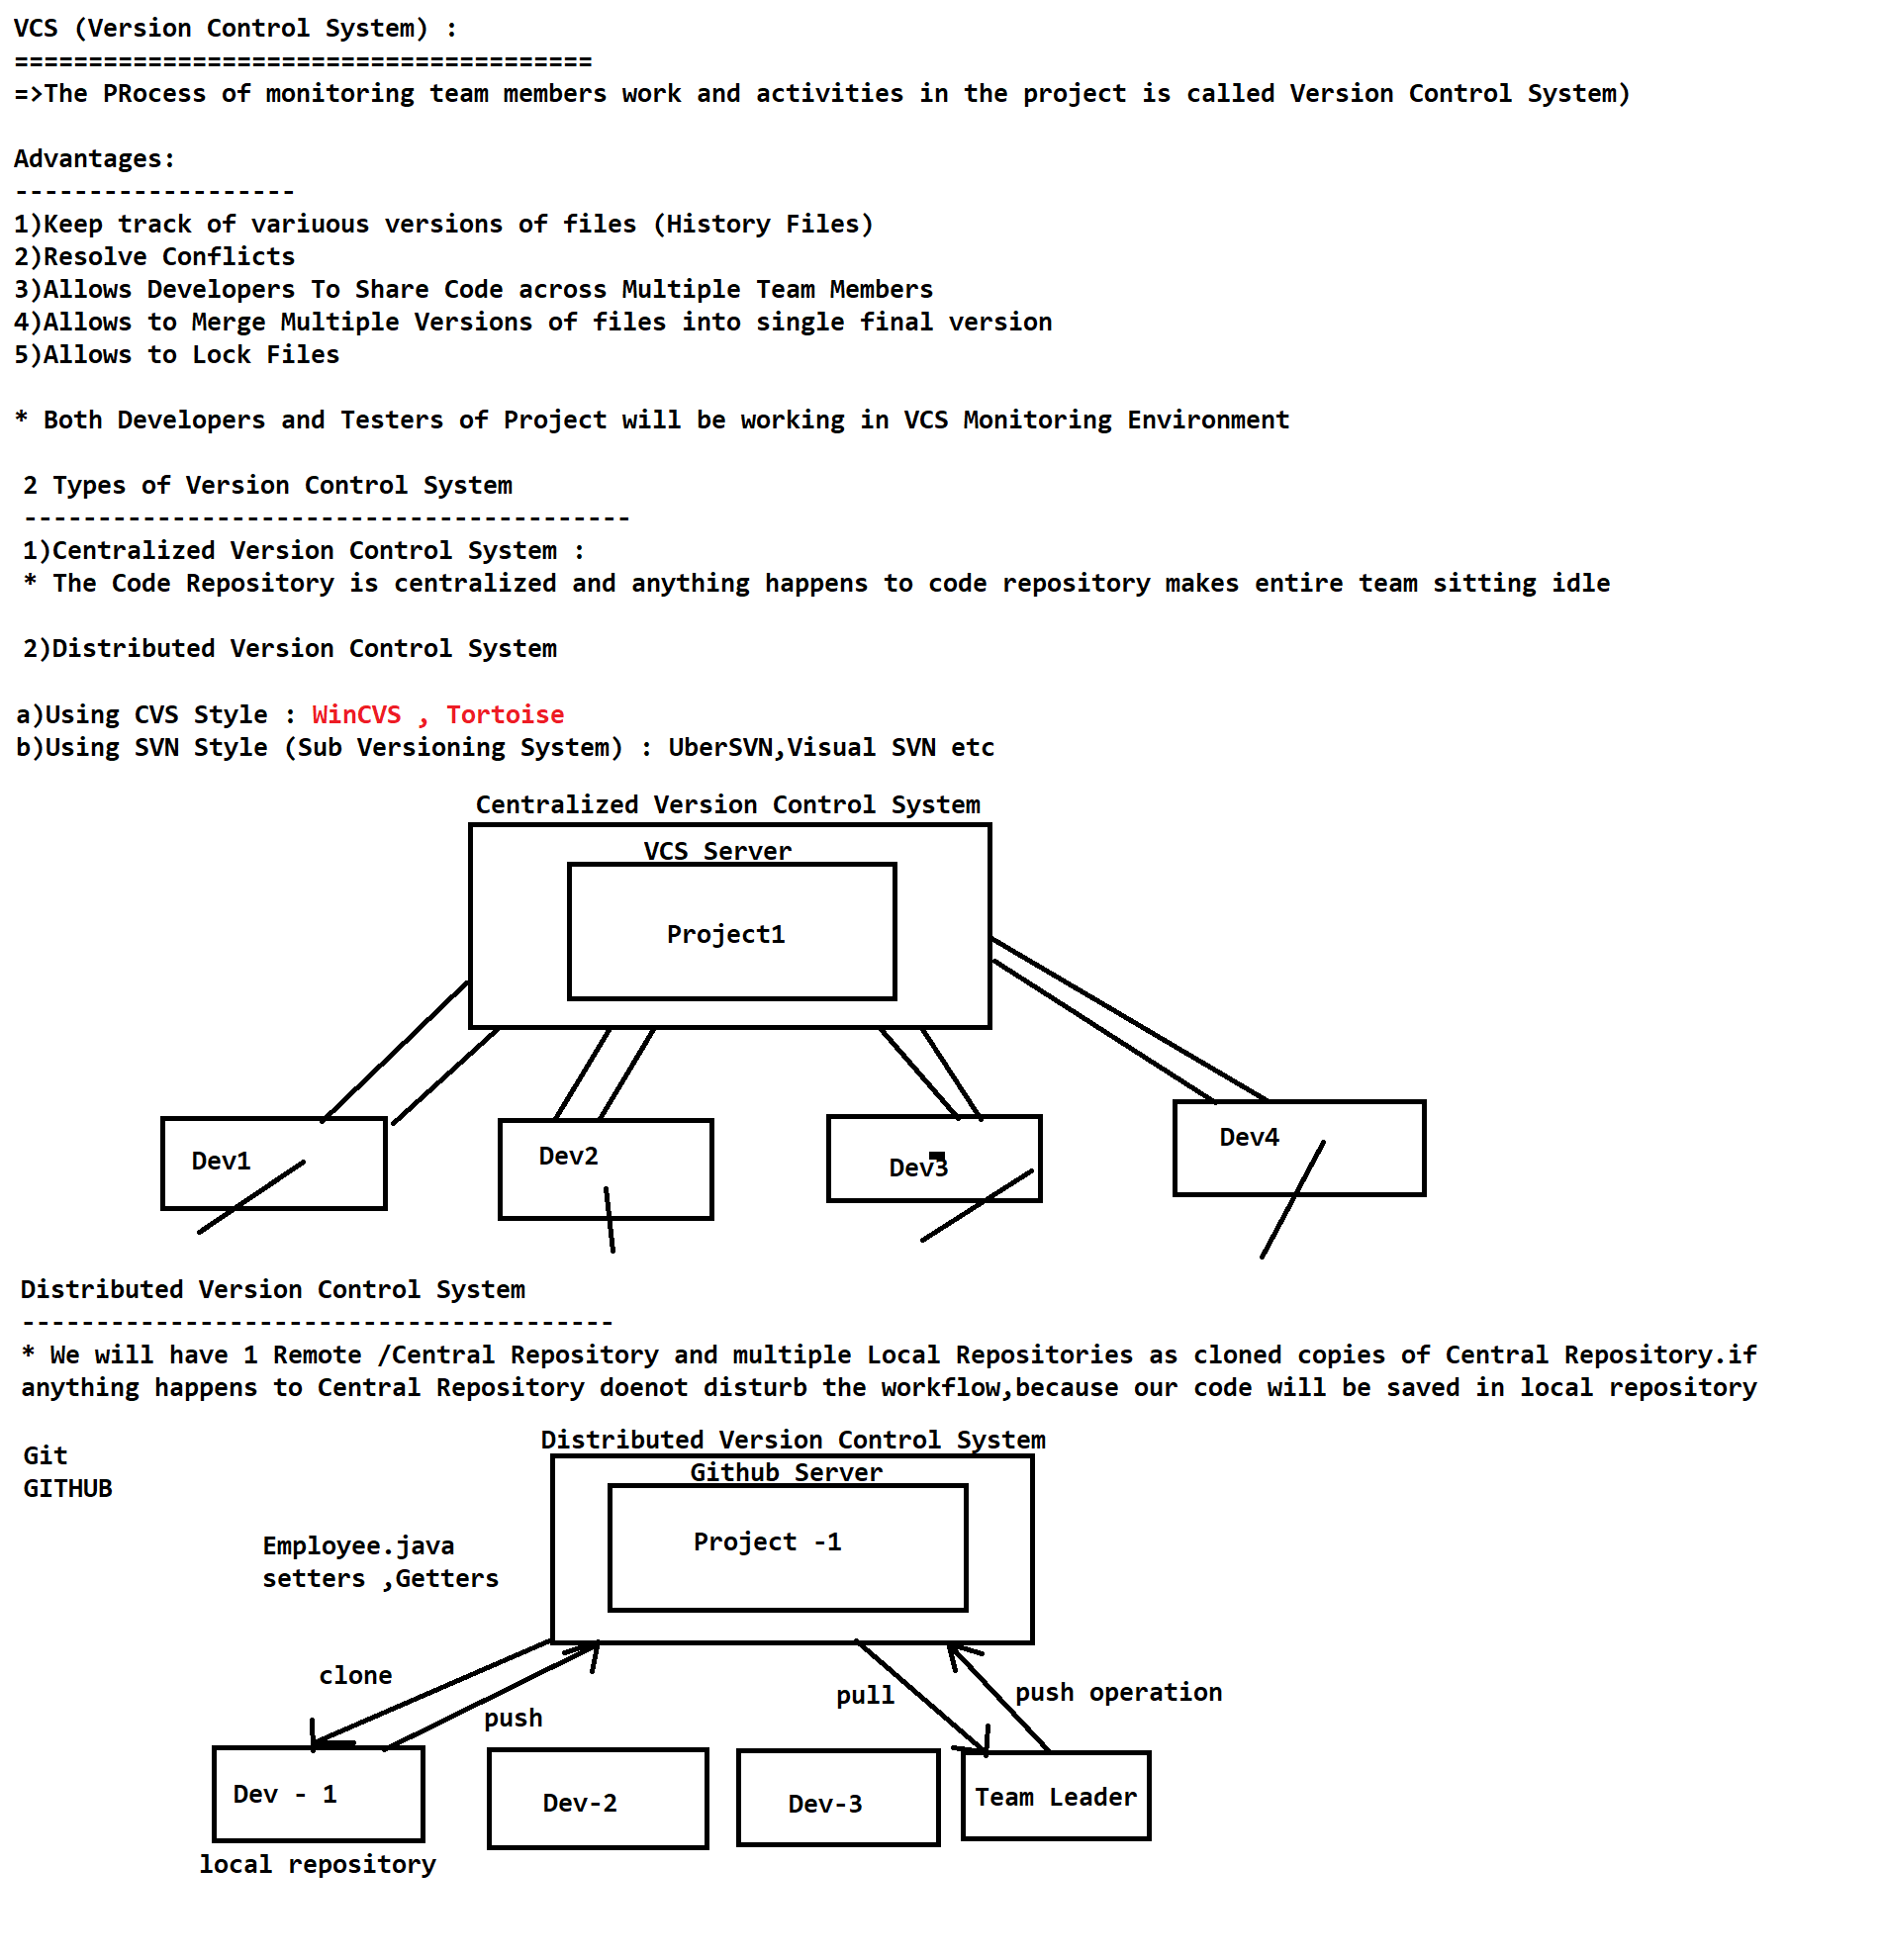 VCS (Version Control System) :
=======================================
=>The PRocess of monitoring team members work and activities in the project is called Version Control System)
Advantages:
-------------------
1)Keep track of variuous versions of files (History Files)
2)Resolve Conflicts
3)Allows Developers To Share Code across Multiple Team Members
4)Allows to Merge Multiple Versions of files into single final version
5)Allows to Lock Files
* Both Developers and Testers of Project will be working in VCS Monitoring Environment
2 Types of Version Control System
-----------------------------------------
1)Centralized Version Control System :
* The Code Repository is centralized and anything happens to code repository makes entire team sitting idle
2)Distributed Version Control System
a)Using CVS Style : WinCVS , Tortoise
b)Using SVN Style (Sub Versioning System) : UberSVN,Visual SVN etc
Centralized Version Control System
VCS Server
Project1
Dev1
Dev2
Dev3
Dev4
Distributed Version Control System
----------------------------------------
* We will have 1 Remote /Central Repository and multiple Local Repositories as cloned copies of Central Repository.if
anything happens to Central Repository doenot disturb the workflow,because our code will be saved in local repository
Git
GITHUB
Distributed Version Control System
Github Server
Project -1
Employee.java
setters ,Getters
clone
push
pull
push operation
Dev - 1
Dev-2
Dev-3
Team Leader
local repository